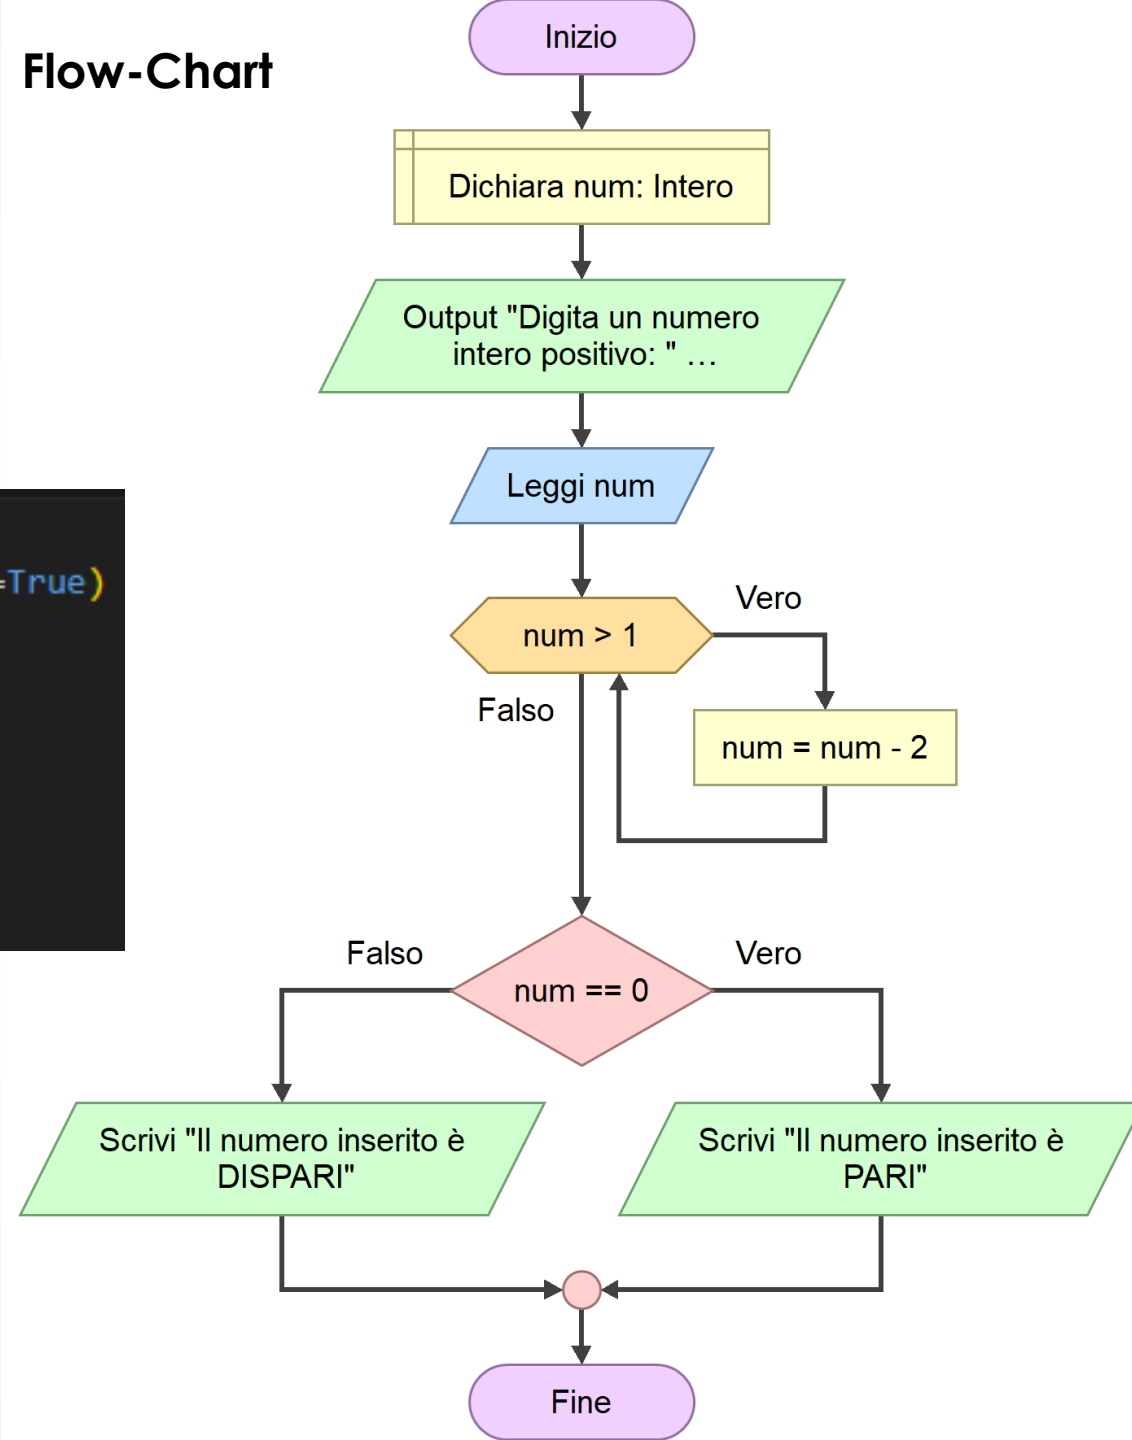 Flow-Chart
Inizio
Dichiara num: Intero
Output "Digita un numero
intero positivo: " …
Leggi num
=True)
num > 1
Vero
Falso
num = num - 2
num == 0
Falso
Vero
Scrivi "Il numero inserito è
DISPARI"
Scrivi "Il numero inserito è
PARI"
Fine